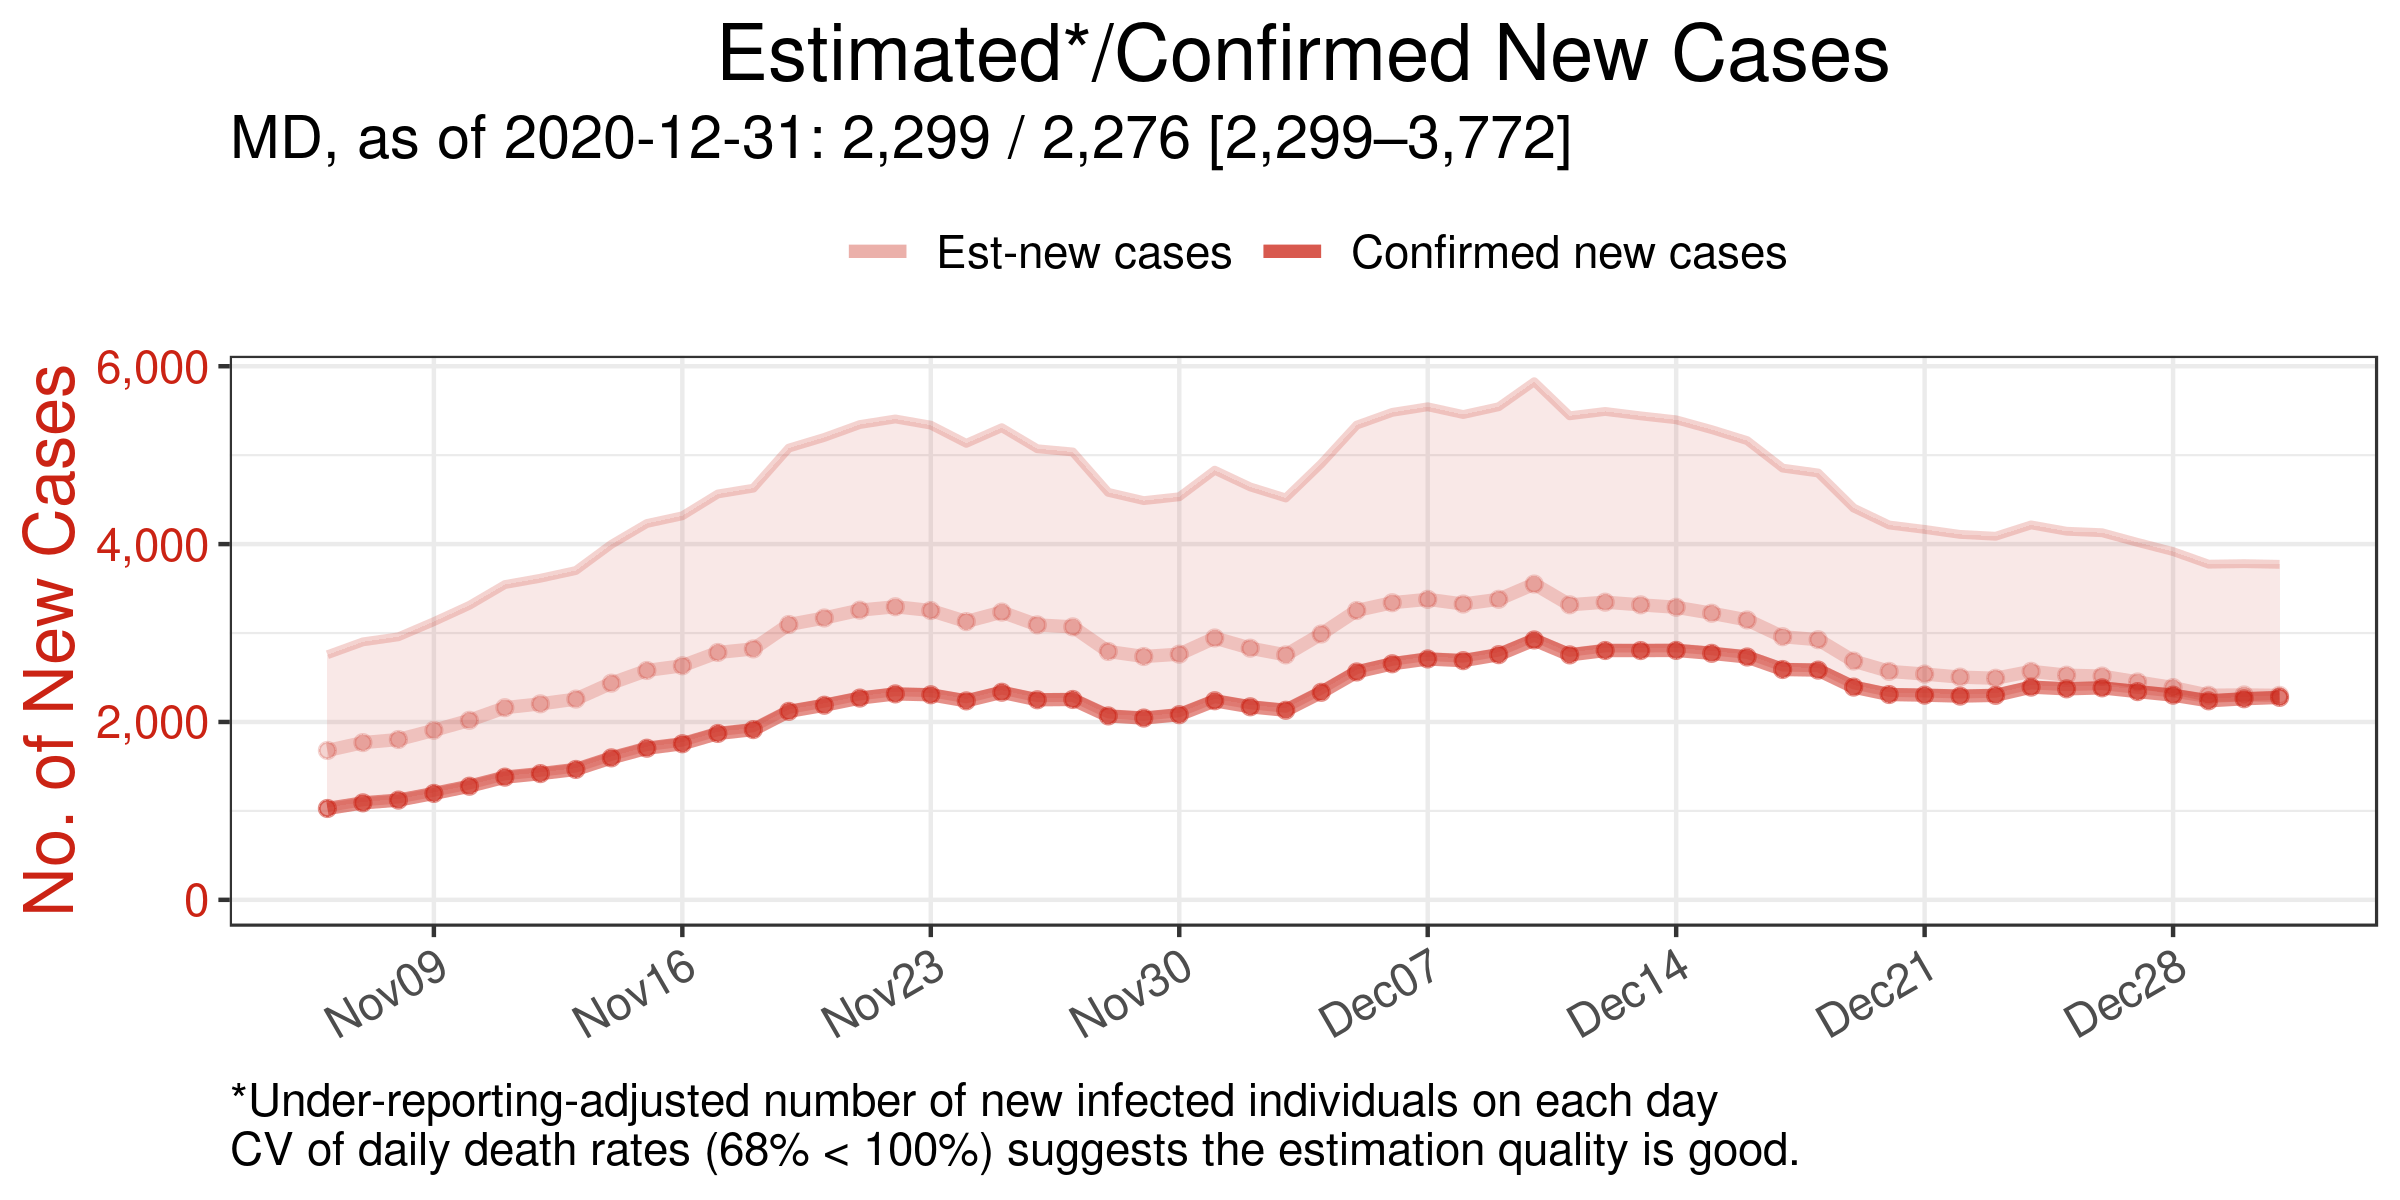 Estimated*/Confirmed New Cases
MD, as of 2020-12-31: 2,299 / 2,276 [2,299–3,772]
Est-new cases
Confirmed new cases
No. of New Cases
6,000
4,000
2,000
0
Nov09
Nov16
Nov23
Nov30
Dec07
Dec14
Dec21
Dec28
*Under-reporting-adjusted number of new infected individuals on each day
CV of daily death rates (68% < 100%) suggests the estimation quality is good.